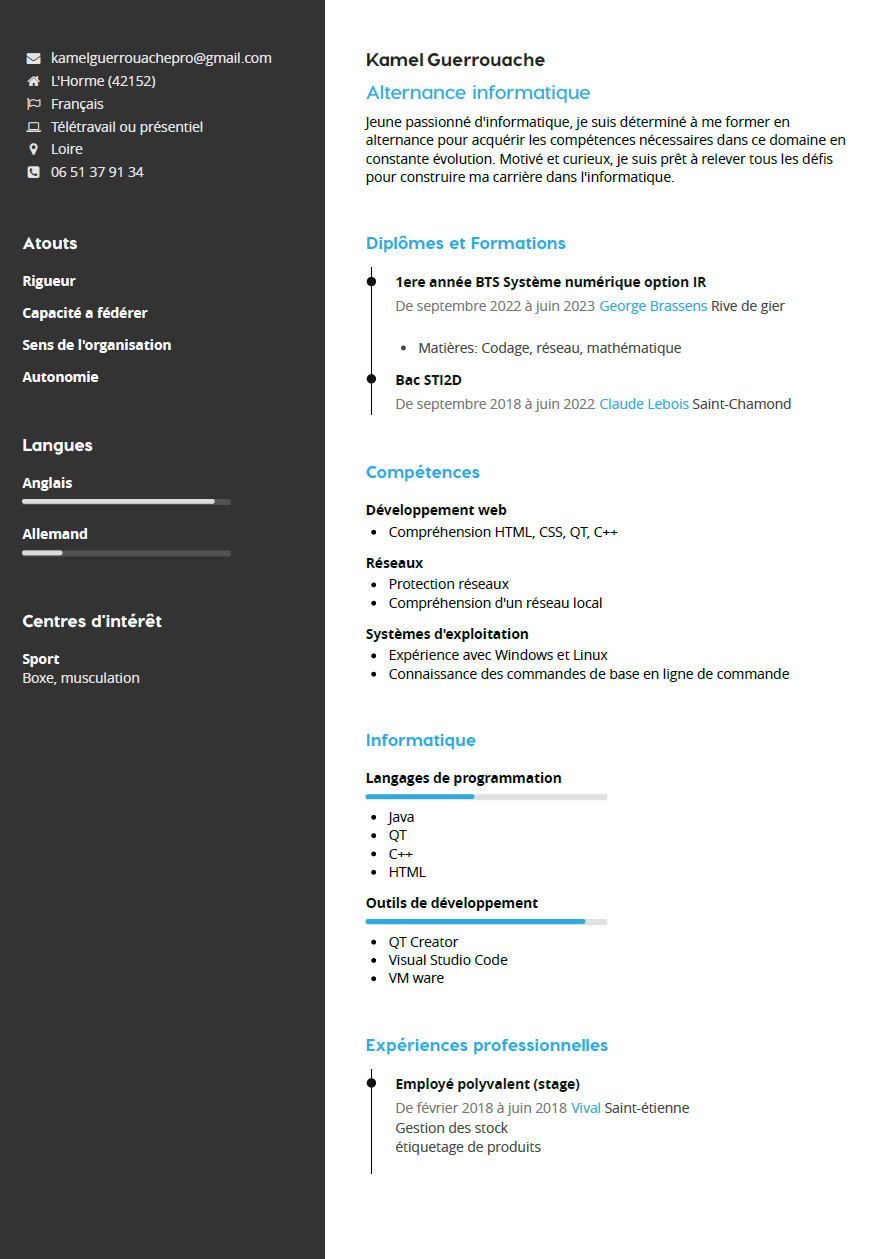 kamelguerrouachepro@gmail.com
L'Horme (42152)
Français
Télétravail ou présentiel
Loire
06 51 37 91 34
Atouts
Rigueur
Capacité a fédérer
Sens de l'organisation
Autonomie
Langues
Anglais
Allemand
Centres d'intérêt
Sport
Boxe, musculation
Kamel Guerrouache
Alternance informatique
Jeune passionné d'informatique, je suis déterminé à me former en
alternance pour acquérir les compétences nécessaires dans ce domaine en
constante évolution. Motivé et curieux, je suis prêt à relever tous les défis
pour construire ma carrière dans l'informatique.
Diplômes et Formations
1ere année BTS Système numérique option IR
De septembre 2022 à juin 2023 George Brassens Rive de gier
• Matières: Codage, réseau, mathématique
Bac STI2D
De septembre 2018 à juin 2022 Claude Lebois Saint-Chamond
Compétences
Développement web
• Compréhension HTML, CSS, QT, C++
Réseaux
• Protection réseaux
• Compréhension d'un réseau local
Systèmes d'exploitation
• Expérience avec Windows et Linux
• Connaissance des commandes de base en ligne de commande
Informatique
Langages de programmation
• Java
• QT
• C++
• HTML
Outils de développement
• QT Creator
• Visual Studio Code
• VM ware
Expériences professionnelles
Employé polyvalent (stage)
De février 2018 à juin 2018 Vival Saint-étienne
Gestion des stock
étiquetage de produits